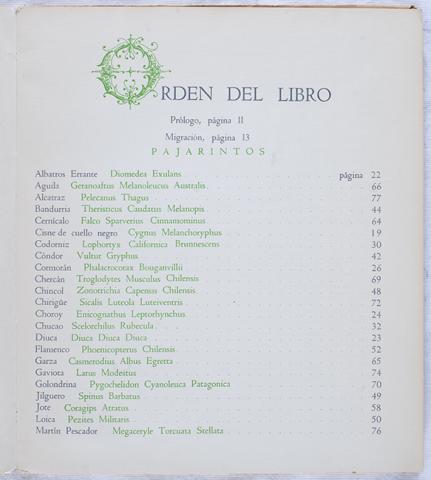 ORDEN DEL LIBRO
Prólogo, página 11
Migración, página 13
PAJARINTOS
Albatros Errante Diomedea Exulans página 22
Aguila Geranoaftus Melanoleucus Australis 66
Alcatraz Pelecanus Thagus 77
Bandurria Theristicus Caudatus Melanopis 44
Cernícalo Falco Sparverius Cinnamominus 64
Cisne de cuello negro Cygnus Melanchoryphus 19
Codorniz Lophortyx Californica Brunnescens 30
Cóndor Vultur Gryphus 42
Cormorán Phalacrocorax Bouganvillii 26
Chercán Troglodytes Musculus Chilensis 69
Chincol Zonotrichia Capensis Chilensis 48
Chirigüe Sicalis Luteola Luteiventris 72
Choroy Enicognathus Leptorhynchus 24
Chucao Scelorchilus Rubecula 32
Diuca Diuca Diuca Diuca 23
Flamenco Phoenicopterus Chilensis 52
Garza Casmerodius Albus Egretta 65
Gaviota Larus Modestus 74
Golondrina Pygochelidon Cyanoleuca Patagonica 70
Jilguero Spinus Barbatus 49
Jote Coragips Atratus 58
Loica Pezites Militaris 50
Martín Pescador Megaceryle Torcuata Stellata 76